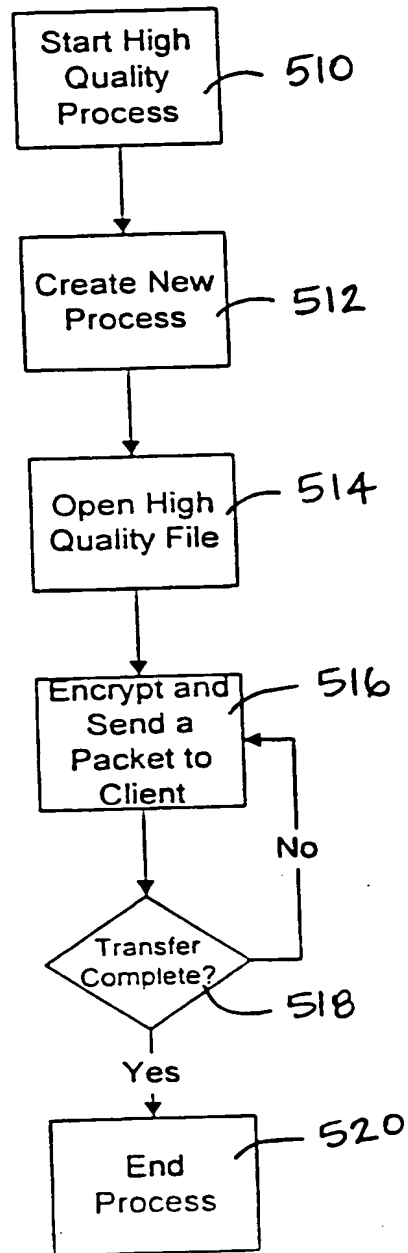 Start High
Quality
Process
510
Create New
Process
512
Open High
Quality File
514
Encrypt and
Send a
Packet to
Client
516
No
Transfer
Complete?
518
Yes
End
Process
520